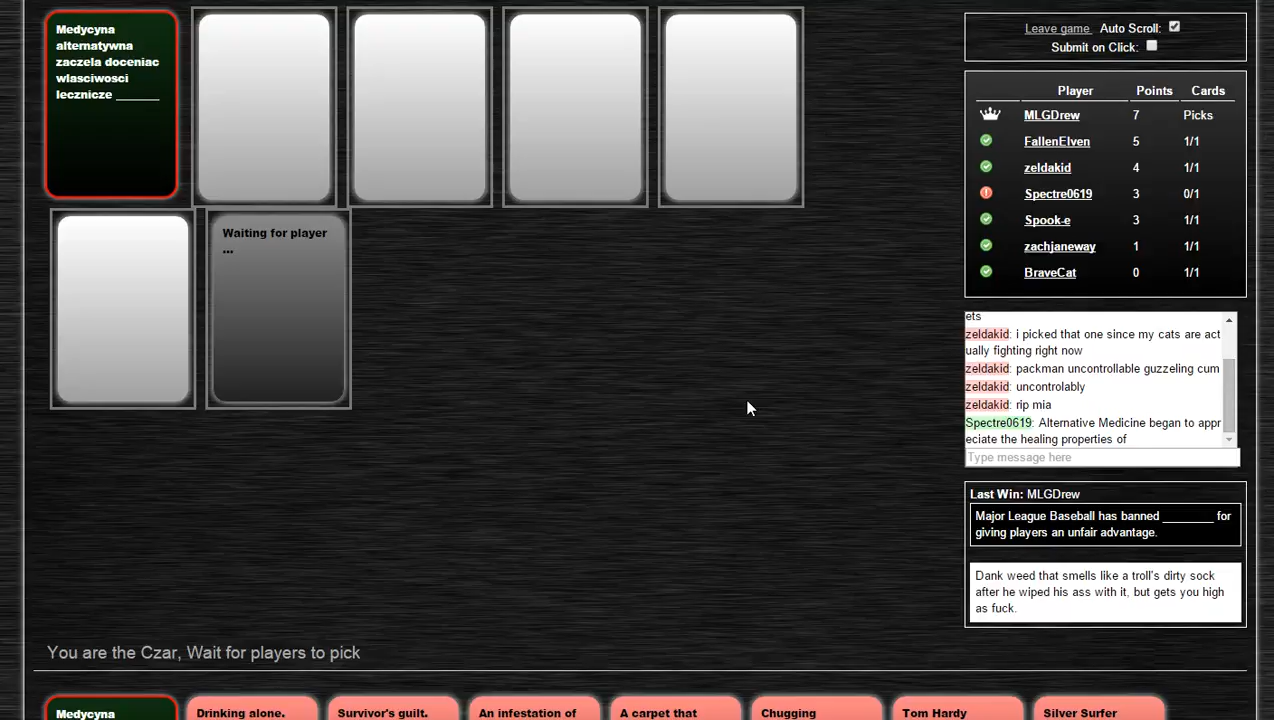 Medycyna
alternatywna
zaczela doceniac
wlasciwosci
lecznicze _______
Waiting for player
...
Leave game Auto Scroll:
Submit on Click:
Player Points Cards
MLGDrew 7 Picks
FallenElven 5 1/1
zeldakid 4 1/1
Spectre0619 3 0/1
Spook-e 3 1/1
zachjaneway 1 1/1
BraveCat 0 1/1
ets
zeldakid: i picked that one since my cats are act
ually fighting right now
zeldakid: packman uncontrollable guzzeling cum
zeldakid: uncontrolably
zeldakid: rip mia
Spectre0619: Alternative Medicine began to appr
eciate the healing properties of
Type message here
Last Win: MLGDrew
Major League Baseball has banned ________ for
giving players an unfair advantage.
Dank weed that smells like a troll's dirty sock
after he wiped his ass with it, but gets you high
as fuck.
You are the Czar, Wait for players to pick
Medycyna
Drinking alone.
Survivor's guilt.
An infestation of
A carpet that
Chugging
Tom Hardy
Silver Surfer